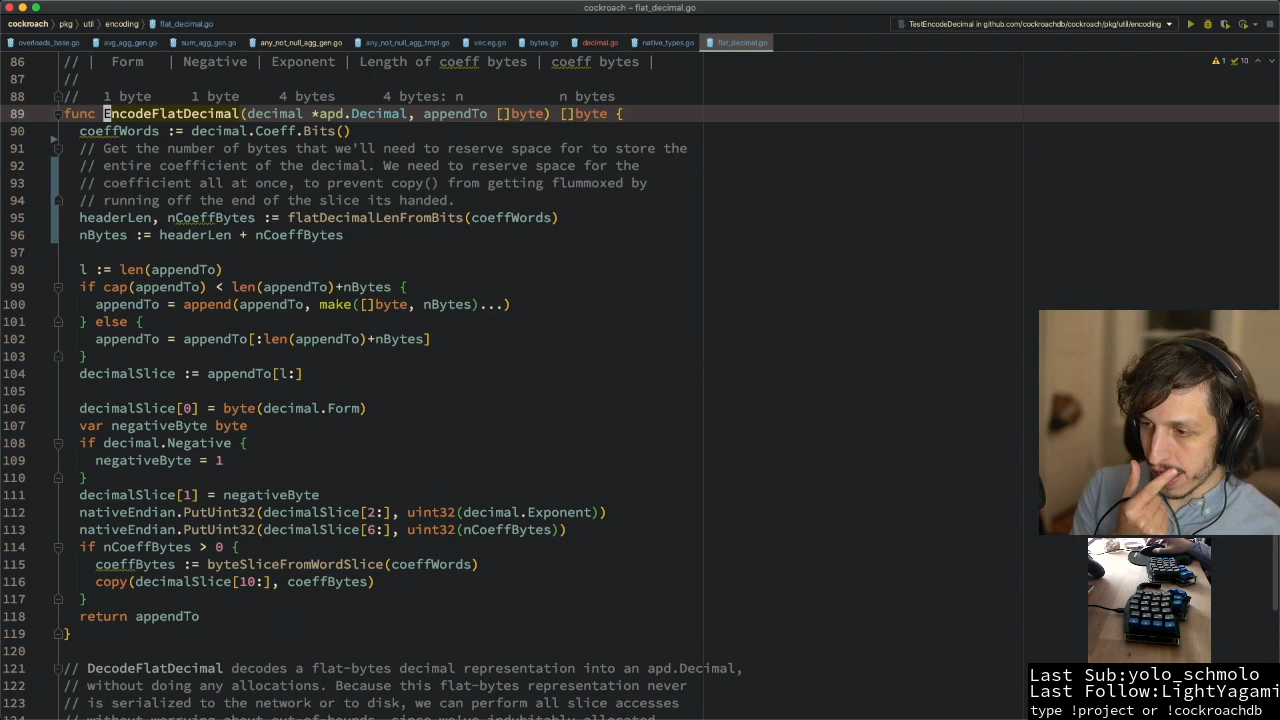 cockroach – flat_decimal.go
cockroach › pkg › util › encoding › flat_decimal.go
TestEncodeDecimal in github.com/cockroachdb/cockroach/pkg/util/encoding
overloads_base.go avg_agg_gen.go sum_agg_gen.go any_not_null_agg_gen.go any_not_null_agg_tmpl.go vec.eg.go bytes.go decimal.go native_types.go flat_decimal.go
86 // | Form | Negative | Exponent | Length of coeff bytes | coeff bytes |
1 10
87 //
88 // 1 byte 1 byte 4 bytes 4 bytes: n n bytes
89 func EncodeFlatDecimal(decimal *apd.Decimal, appendTo []byte) []byte {
90 coeffWords := decimal.Coeff.Bits()
91 // Get the number of bytes that we'll need to reserve space for to store the
92 // entire coefficient of the decimal. We need to reserve space for the
93 // coefficient all at once, to prevent copy() from getting flummoxed by
94 // running off the end of the slice its handed.
95 headerLen, nCoeffBytes := flatDecimalLenFromBits(coeffWords)
96 nBytes := headerLen + nCoeffBytes
97
98 l := len(appendTo)
99 if cap(appendTo) < len(appendTo)+nBytes {
100 appendTo = append(appendTo, make([]byte, nBytes)...)
101 } else {
102 appendTo = appendTo[:len(appendTo)+nBytes]
103 }
104 decimalSlice := appendTo[l:]
105
106 decimalSlice[0] = byte(decimal.Form)
107 var negativeByte byte
108 if decimal.Negative {
109 negativeByte = 1
110 }
111 decimalSlice[1] = negativeByte
112 nativeEndian.PutUint32(decimalSlice[2:], uint32(decimal.Exponent))
113 nativeEndian.PutUint32(decimalSlice[6:], uint32(nCoeffBytes))
114 if nCoeffBytes > 0 {
115 coeffBytes := byteSliceFromWordSlice(coeffWords)
116 copy(decimalSlice[10:], coeffBytes)
117 }
118 return appendTo
119 }
120
121 // DecodeFlatDecimal decodes a flat-bytes decimal representation into an apd.Decimal,
122 // without doing any allocations. Because this flat-bytes representation never
123 // is serialized to the network or to disk, we can perform all slice accesses
Last Sub:yolo_schmolo
Last Follow:LightYagami
type !project or !cockroachdb